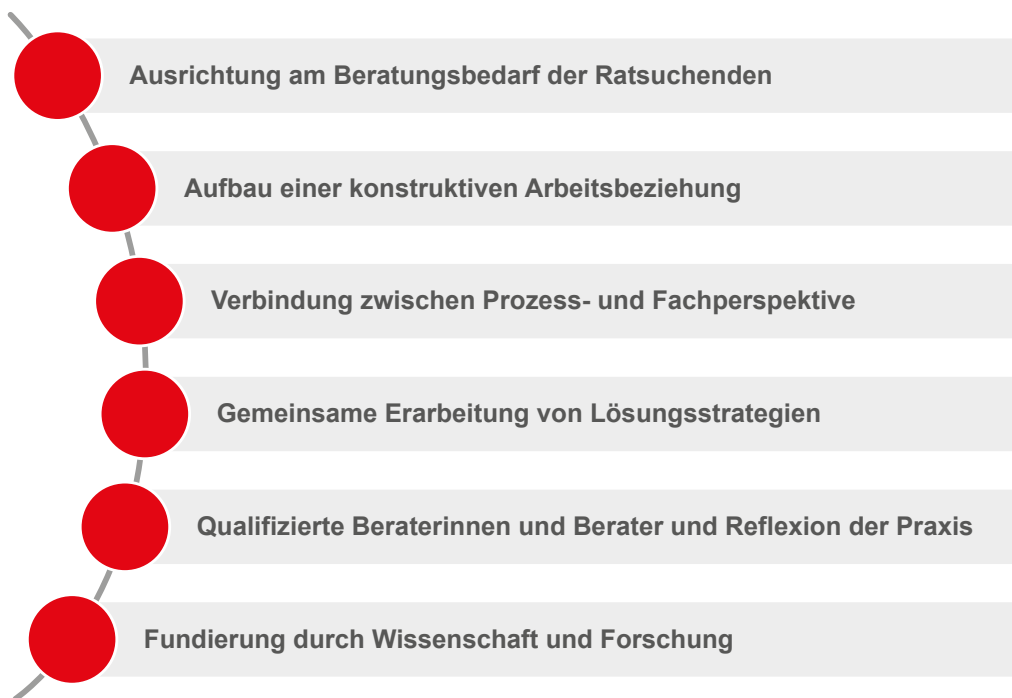 Ausrichtung am Beratungsbedarf der Ratsuchenden
Aufbau einer konstruktiven Arbeitsbeziehung
Verbindung zwischen Prozess- und Fachperspektive
Gemeinsame Erarbeitung von Lösungsstrategien
Qualifizierte Beraterinnen und Berater und Reflexion der Praxis
Fundierung durch Wissenschaft und Forschung